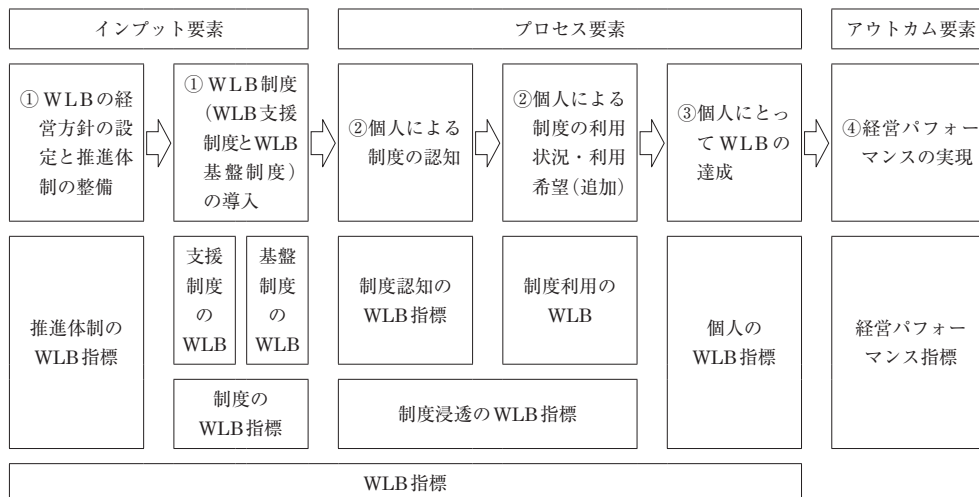 インプット要素
プロセス要素
アウトカム要素
①WLBの経
営方針の設
定と推進体
制の整備
①WLB制度
(WLB支援
制度とWLB
基盤制度)
の導入
②個人による
制度の認知
②個人による
制度の利用
状況・利用
希望(追加)
③個人にとっ
てWLBの
達成
④経営パフォー
マンスの実現
推進体制の
WLB指標
支援
制度
の
WLB
基盤
制度
の
WLB
制度の
WLB指標
制度認知の
WLB指標
制度利用の
WLB
制度浸透のWLB指標
個人の
WLB指標
経営パフォー
マンス指標
WLB指標